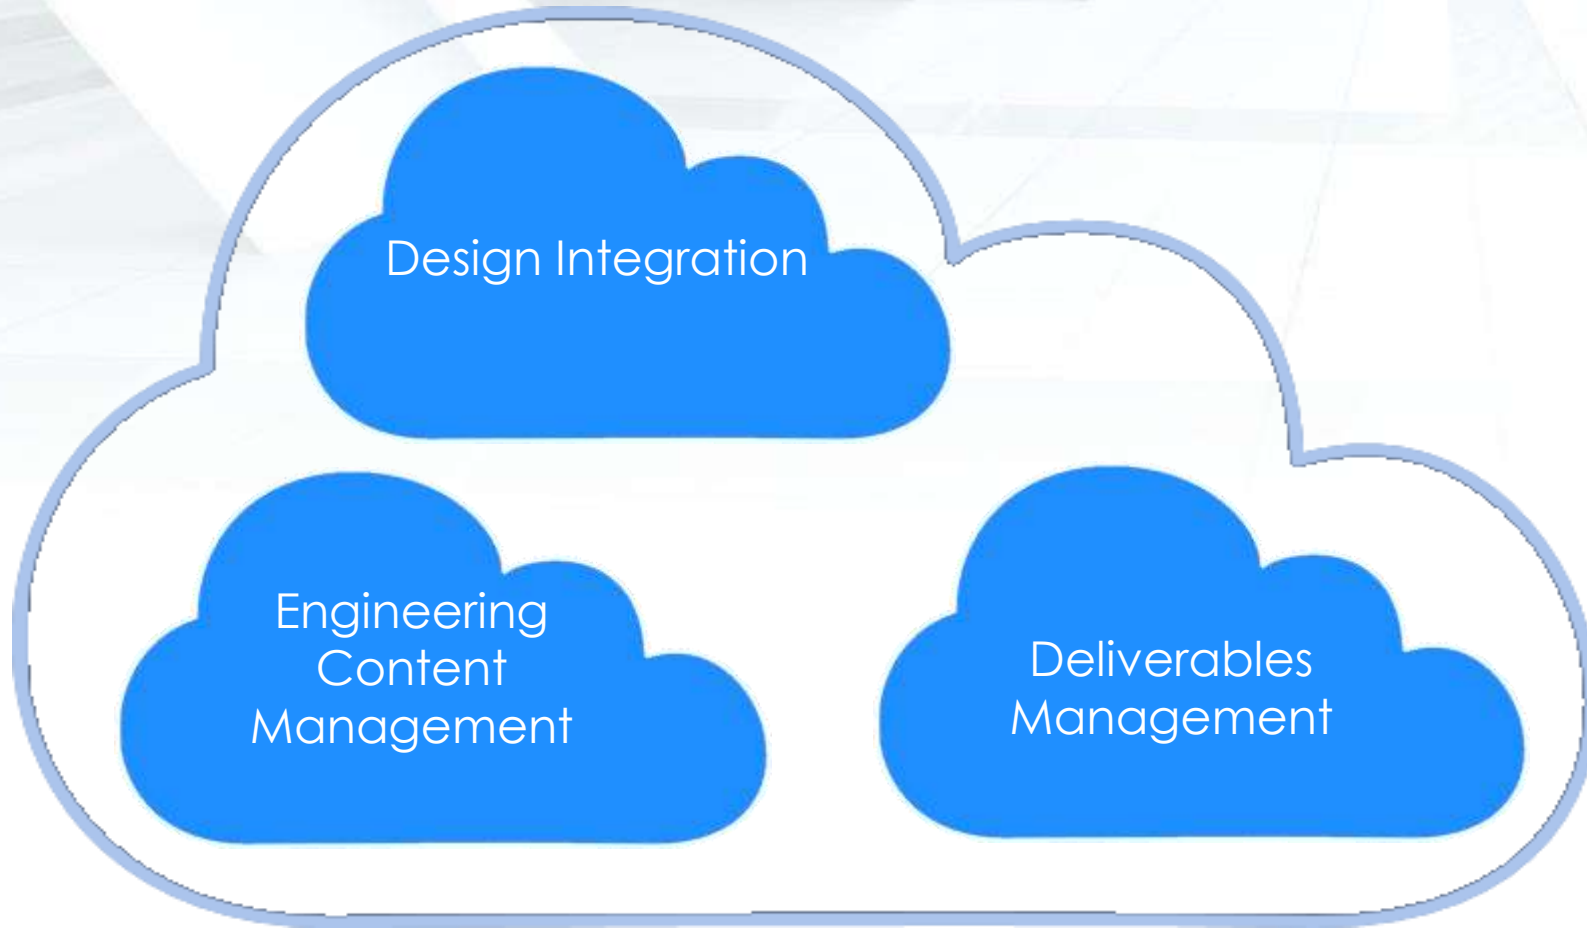 Design Integration
Engineering
Content
Management
Deliverables
Management